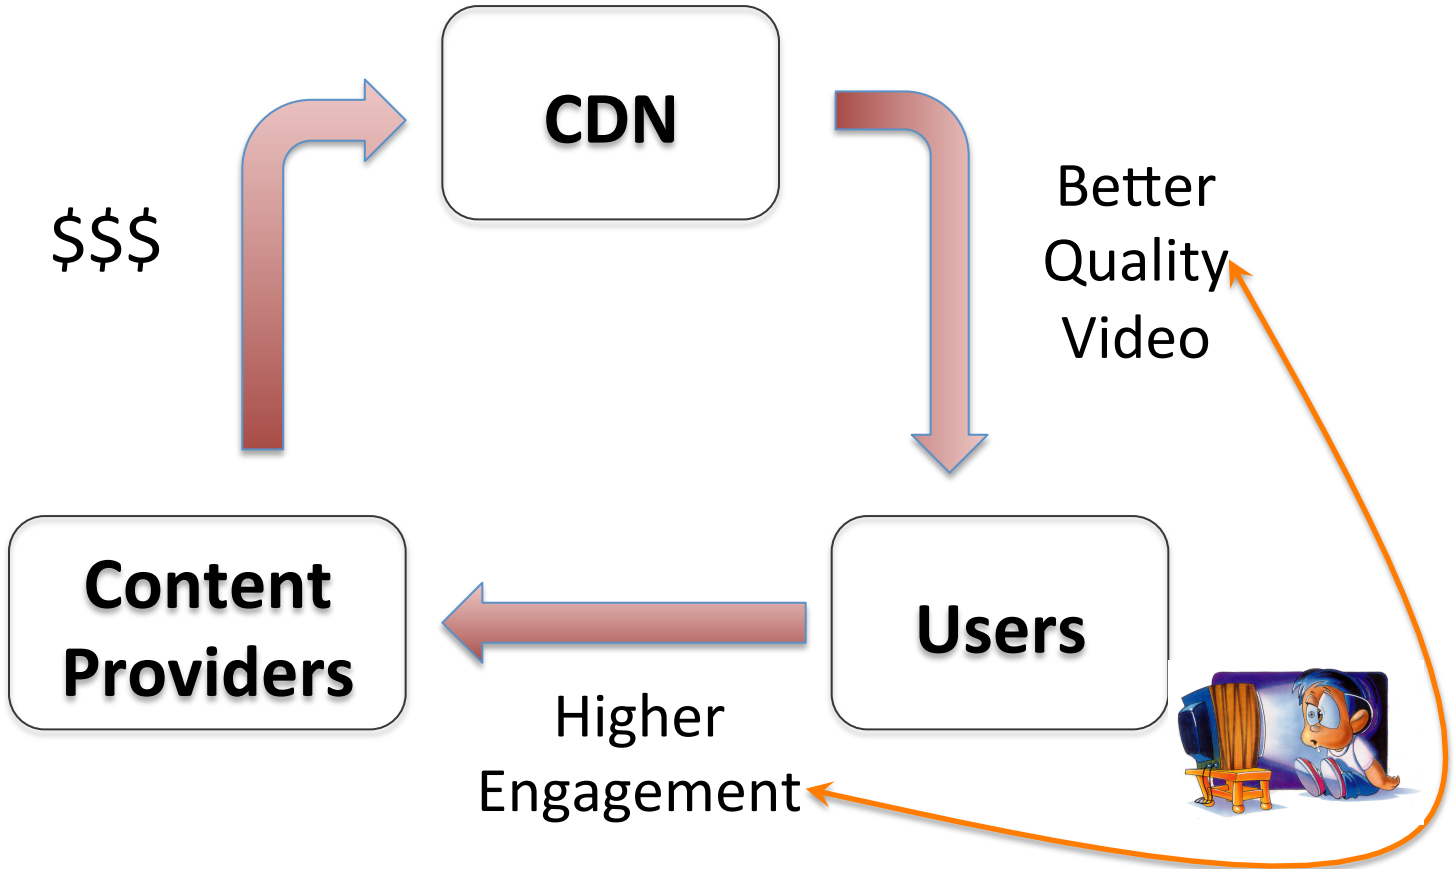 CDN
$$$
Better
Quality
Video
Content
Providers
Users
Higher
Engagement